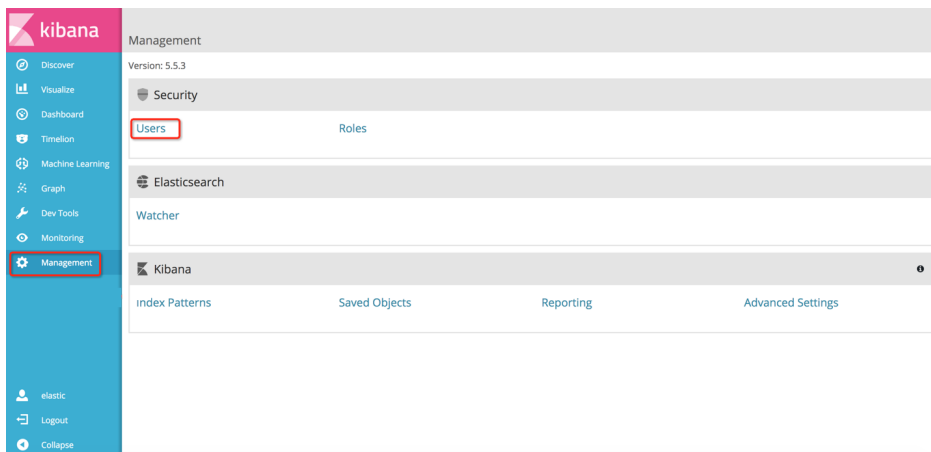 kibana
Discover
Visualize
Dashboard
Timelion
Machine Learning
Graph
Dev Tools
Monitoring
Management
elastic
Logout
Collapse
Management
Version: 5.5.3
Security
Users Roles
Elasticsearch
Watcher
Kibana
Index Patterns Saved Objects Reporting Advanced Settings